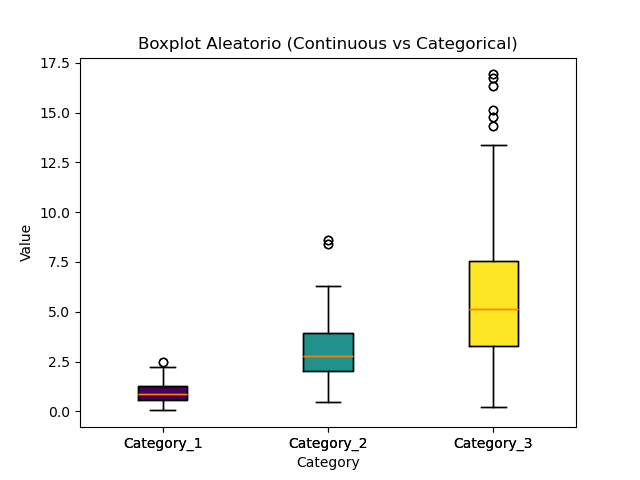 Boxplot Aleatorio (Continuous vs Categorical)
17.5
15.0
12.5
10.0
7.5
5.0
2.5
0.0
Value
Category_1 Category_2 Category_3
Category